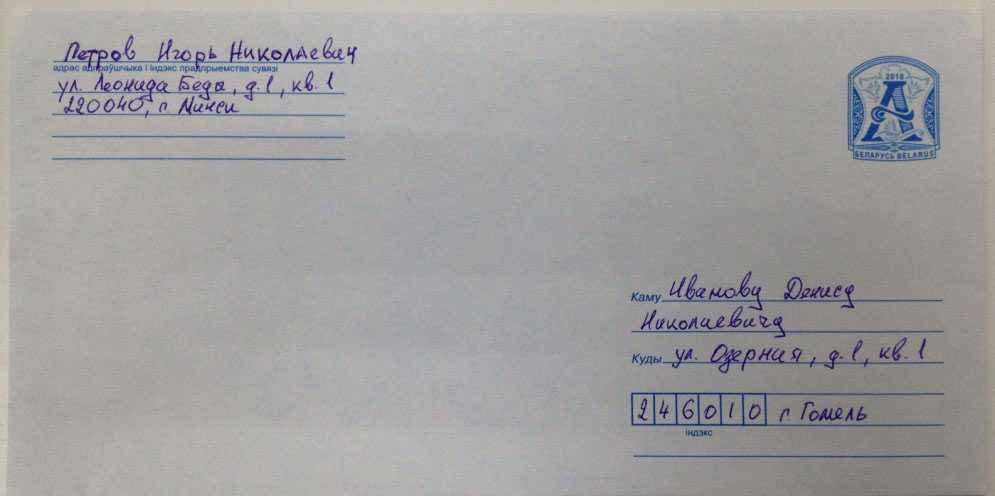 Петров Игорь Николаевич
адрас адпраўшчыка і індэкс прадпрыемства сувязі
ул. Леонида Беда, д.1, кв. 1
220040, г. Минск
2018
А
БЕЛАРУСЬ BELARUS
Каму Иванову Денису
Николаевичу
Куды ул. Озерная, д.1, кв. 1
246010 г. Гомель
індэкс